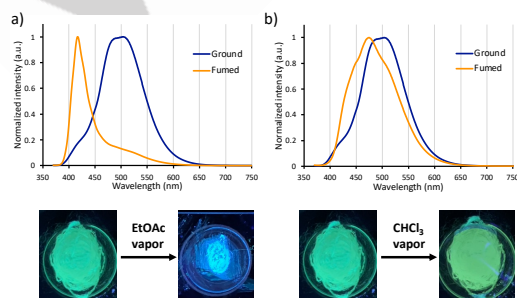 a)
Normalized intensity (a.u.)
1
0.8
0.6
0.4
0.2
0
350 400 450 500 550 600 650 700 750
Wavelength (nm)
Ground
Fumed
EtOAc
vapor
b)
Normalized intensity (a.u.)
1
0.8
0.6
0.4
0.2
0
350 400 450 500 550 600 650 700 750
Wavelength (nm)
Ground
Fumed
CHCl₃
vapor